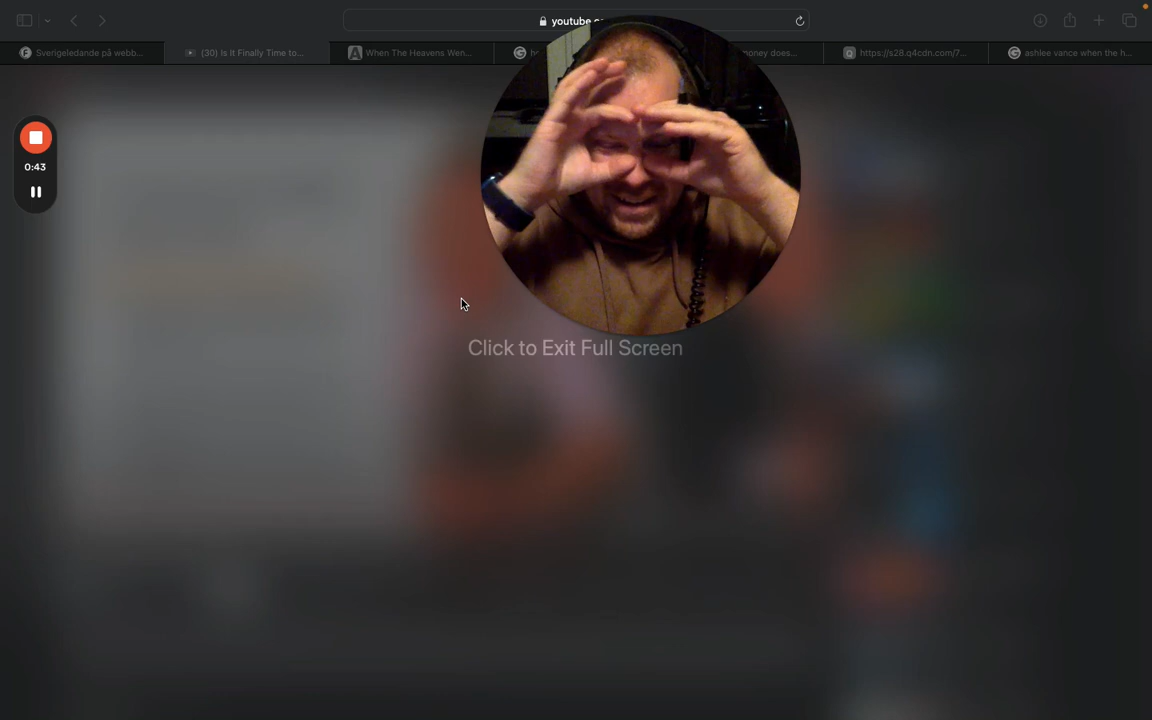 youtube.c
Sverigeledande på webb...
(30) Is It Finally Time to...
When The Heavens Wen...
money does...
https://s28.q4cdn.com/7...
ashlee vance when the h...
0:43
Click to Exit Full Screen